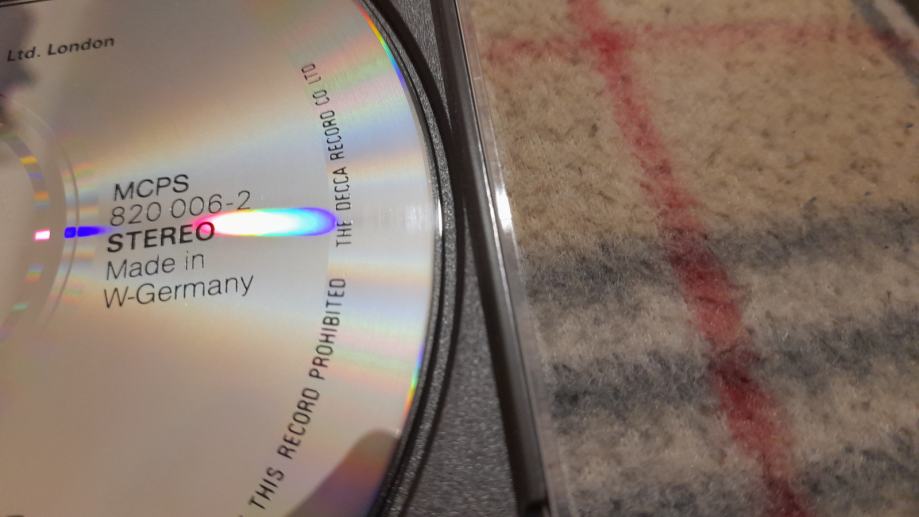 Ltd. London
MCPS
820 006-2
STEREO
Made in
W-Germany
THE DECCA RECORD CO LTD
THIS RECORD PROHIBITED